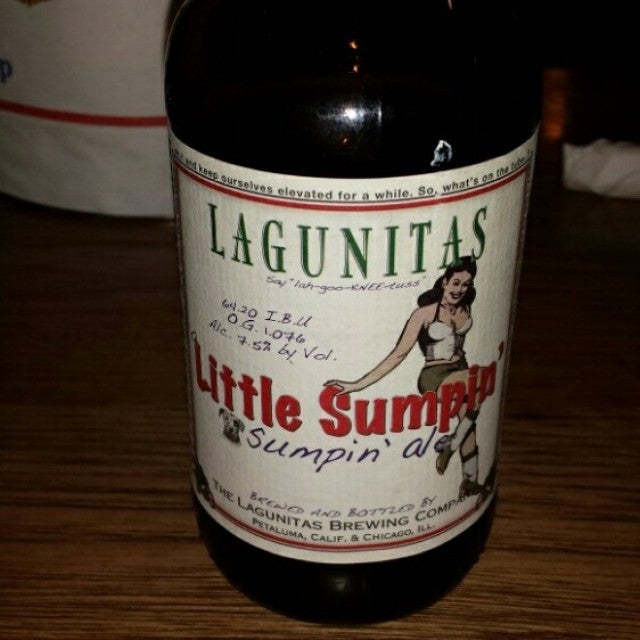 and keep ourselves elevated for a while. So, what's on the
LAGUNITAS
Say "lah-goo-KNEE-tuss"
64.20 I.B.U
O.G. 1.076
Alc. 7.5% by Vol.
Little Sumpin'
Sumpin' ale
BREWED AND BOTTLED BY
THE LAGUNITAS BREWING COMPANY
PETALUMA, CALIF. & CHICAGO, ILL.
p